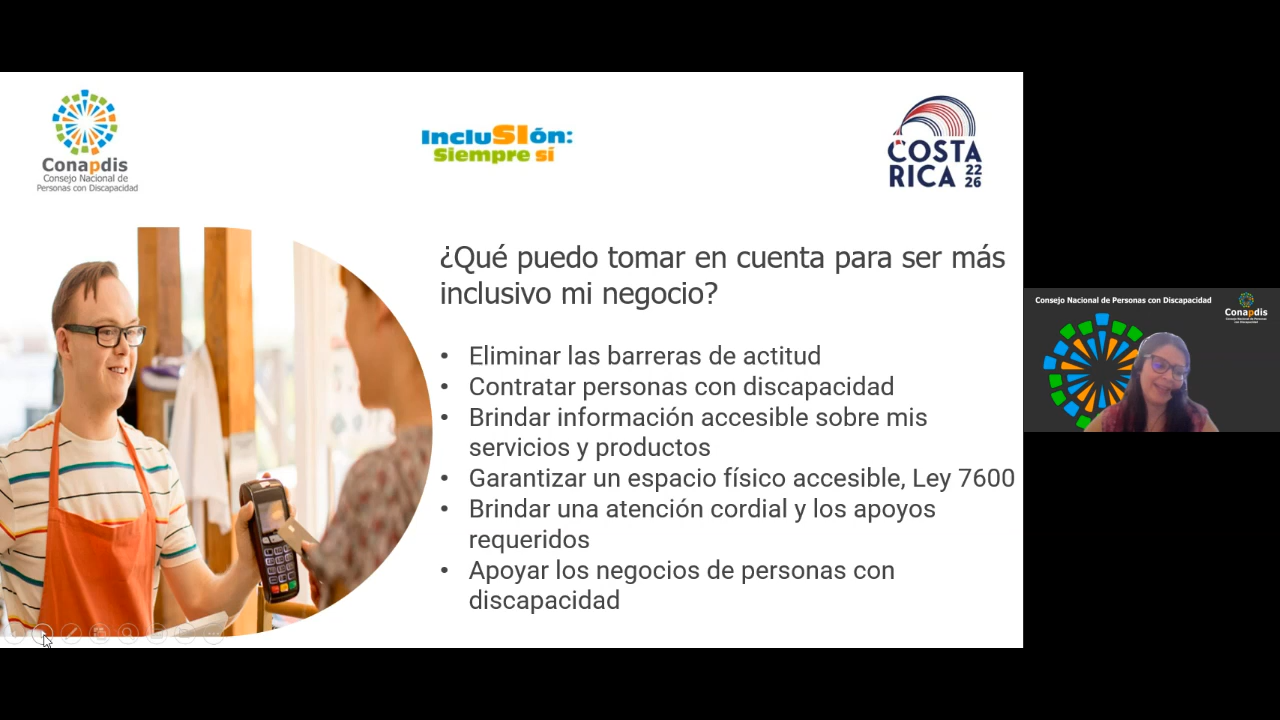 Conapdis
Consejo Nacional de
Personas con Discapacidad
IncluSIón:
Siempre sí
COSTA
RICA 22
26
¿Qué puedo tomar en cuenta para ser más
inclusivo mi negocio?
• Eliminar las barreras de actitud
• Contratar personas con discapacidad
• Brindar información accesible sobre mis
servicios y productos
• Garantizar un espacio físico accesible, Ley 7600
• Brindar una atención cordial y los apoyos
requeridos
• Apoyar los negocios de personas con
discapacidad
Consejo Nacional de Personas con Discapacidad
Conapdis